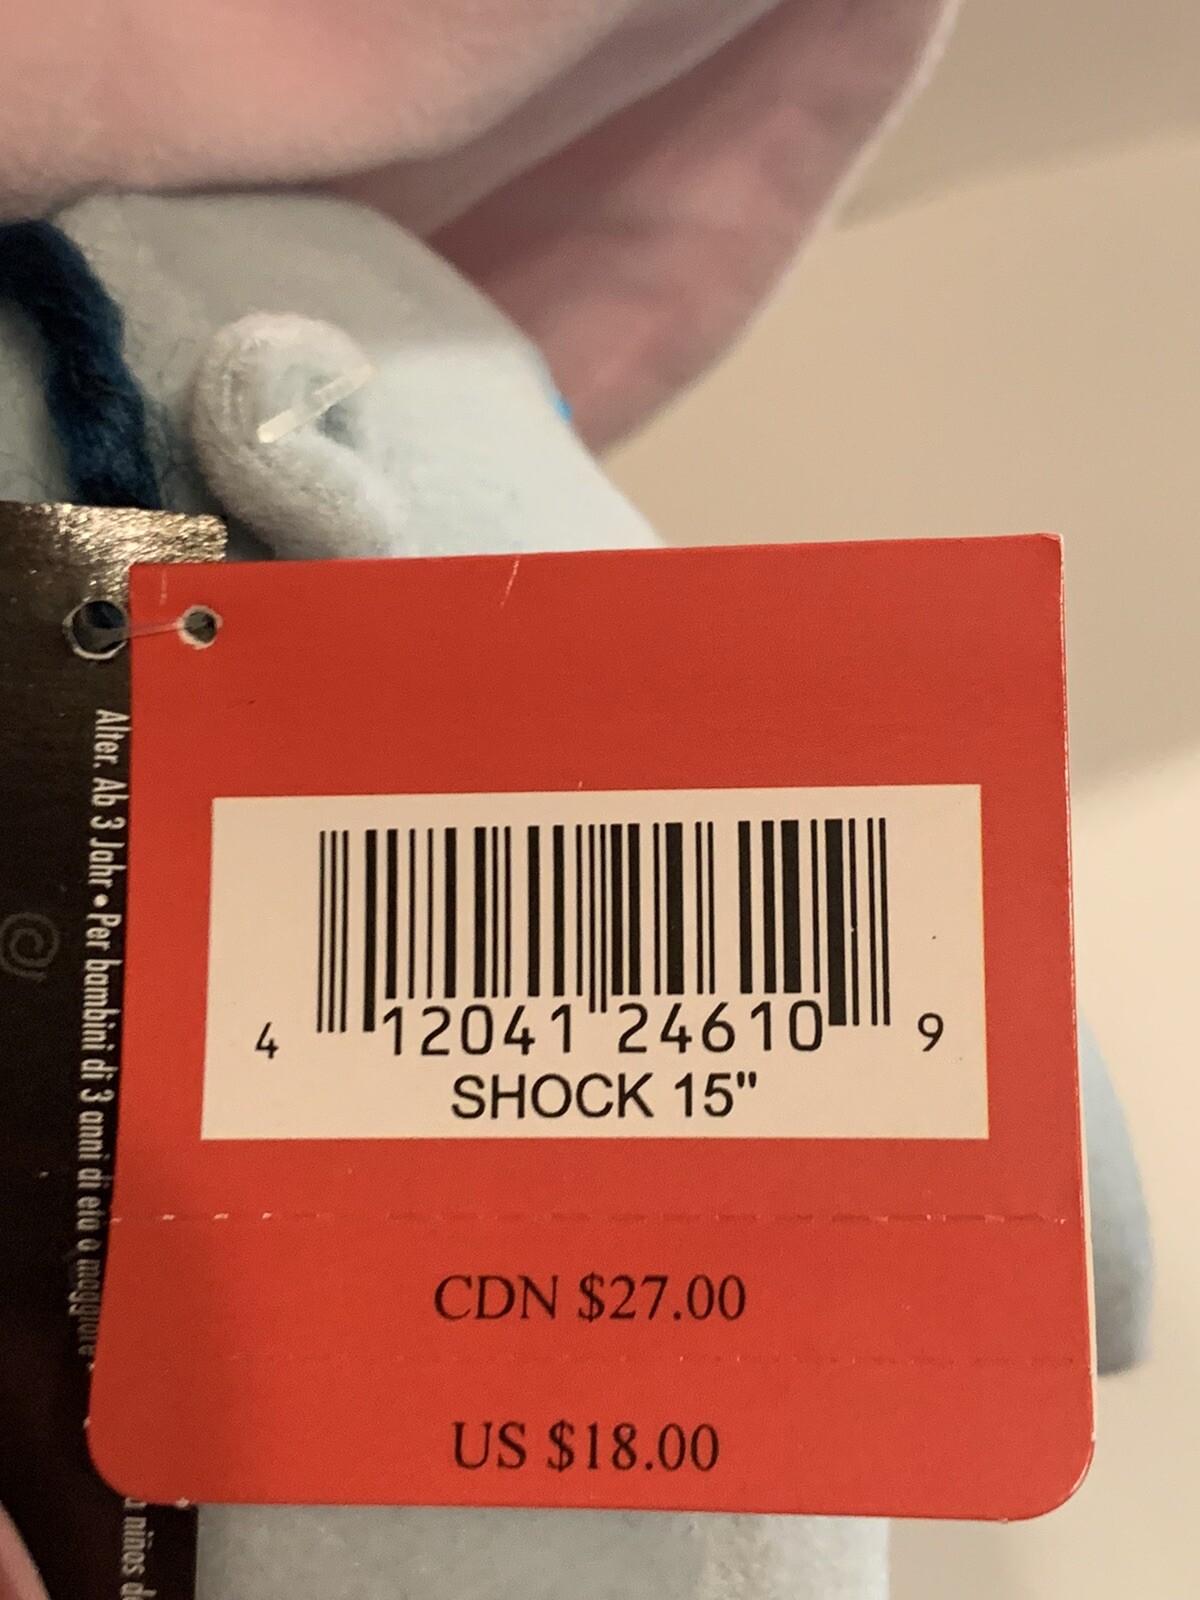 4 12041 24610 9
SHOCK 15"
CDN $27.00
US $18.00
Alter. Ab 3 Jahr • Per bambini di 3 anni di età o maggiore.
niños